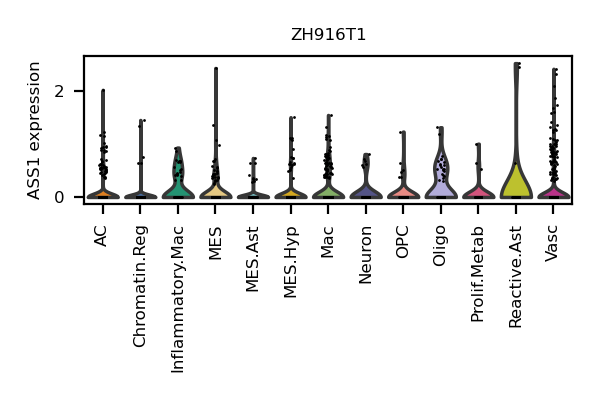 ZH916T1
ASS1 expression
2
0
AC
Chromatin.Reg
Inflammatory.Mac
MES
MES.Ast
MES.Hyp
Mac
Neuron
OPC
Oligo
Prolif.Metab
Reactive.Ast
Vasc